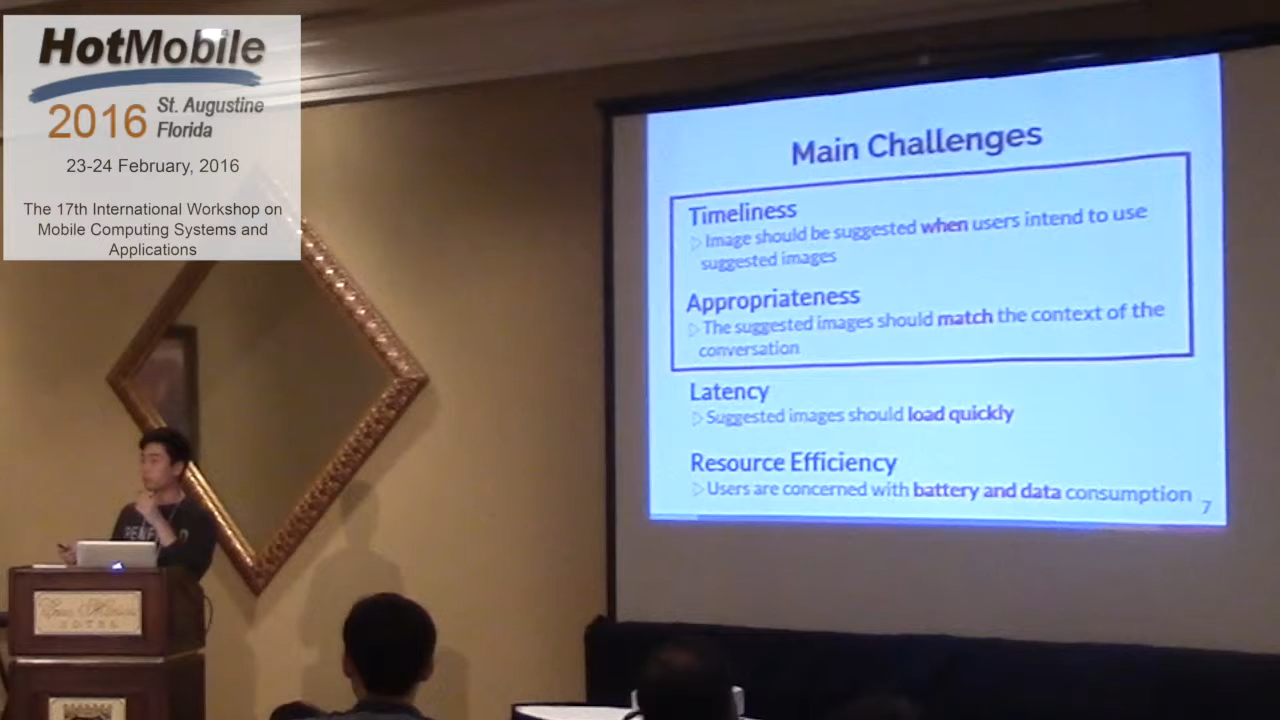 HotMobile
2016 St. Augustine
Florida
23-24 February, 2016
The 17th International Workshop on
Mobile Computing Systems and
Applications
Main Challenges
Timeliness
Image should be suggested when users intend to use
suggested images
Appropriateness
The suggested images should match the context of the
conversation
Latency
Suggested images should load quickly
Resource Efficiency
Users are concerned with battery and data consumption
7
HOTEL